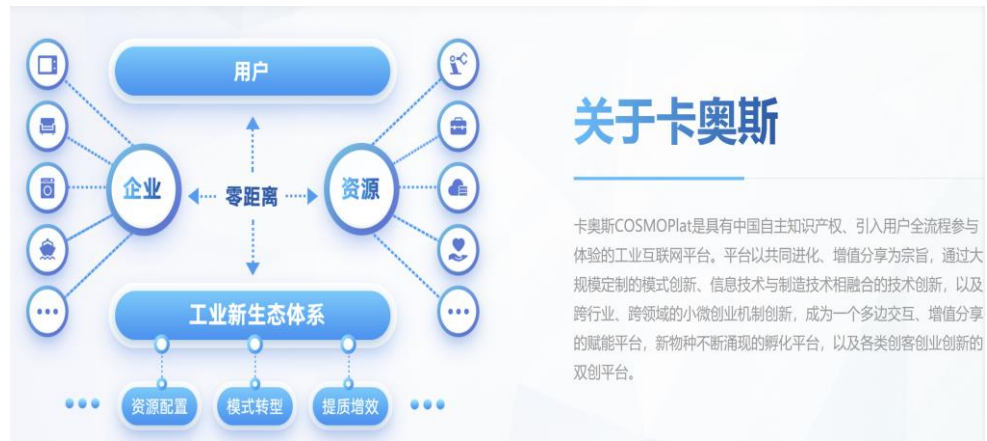 用户
企业
零距离
资源
工业新生态体系
资源配置
模式转型
提质增效
关于卡奥斯
卡奥斯COSMOPlat是具有中国自主知识产权、引入用户全流程参与
体验的工业互联网平台。平台以共同进化、增值分享为宗旨，通过大
规模定制的模式创新、信息技术与制造技术相融合的技术创新，以及
跨行业、跨领域的小微创业机制创新，成为一个多边交互、增值分享
的赋能平台，新物种不断涌现的孵化平台，以及各类创客创业创新的
双创平台。